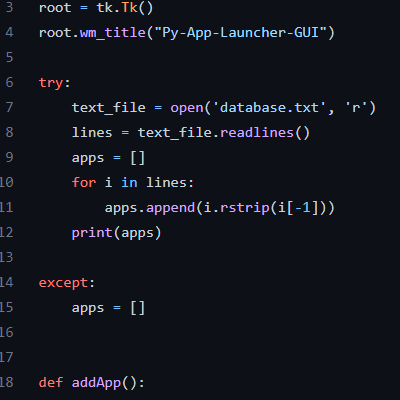 3 root = tk.Tk()
4 root.wm_title("Py-App-Launcher-GUI")
5
6 try:
7     text_file = open('database.txt', 'r')
8     lines = text_file.readlines()
9     apps = []
10     for i in lines:
11         apps.append(i.rstrip(i[-1]))
12     print(apps)
13
14 except:
15     apps = []
16
17
18 def addApp():